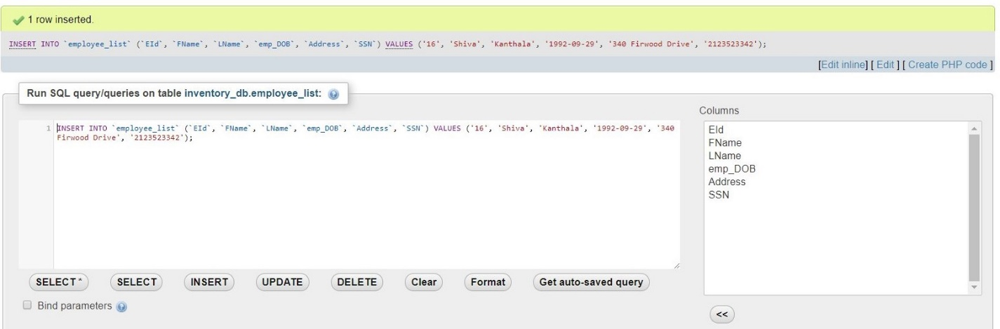 1 row inserted.
INSERT INTO `employee_list` (`EId`, `FName`, `LName`, `emp_DOB`, `Address`, `SSN`) VALUES ('16', 'Shiva', 'Kanthala', '1992-09-29', '340 Firwood Drive', '2123523342');
[Edit inline] [ Edit ] [ Create PHP code ]
Run SQL query/queries on table inventory_db.employee_list:
Columns
1 INSERT INTO `employee_list` (`EId`, `FName`, `LName`, `emp_DOB`, `Address`, `SSN`) VALUES ('16', 'Shiva', 'Kanthala', '1992-09-29', '340
Firwood Drive', '2123523342');
EId
FName
LName
emp_DOB
Address
SSN
SELECT * SELECT INSERT UPDATE DELETE Clear Format Get auto-saved query
Bind parameters
<<